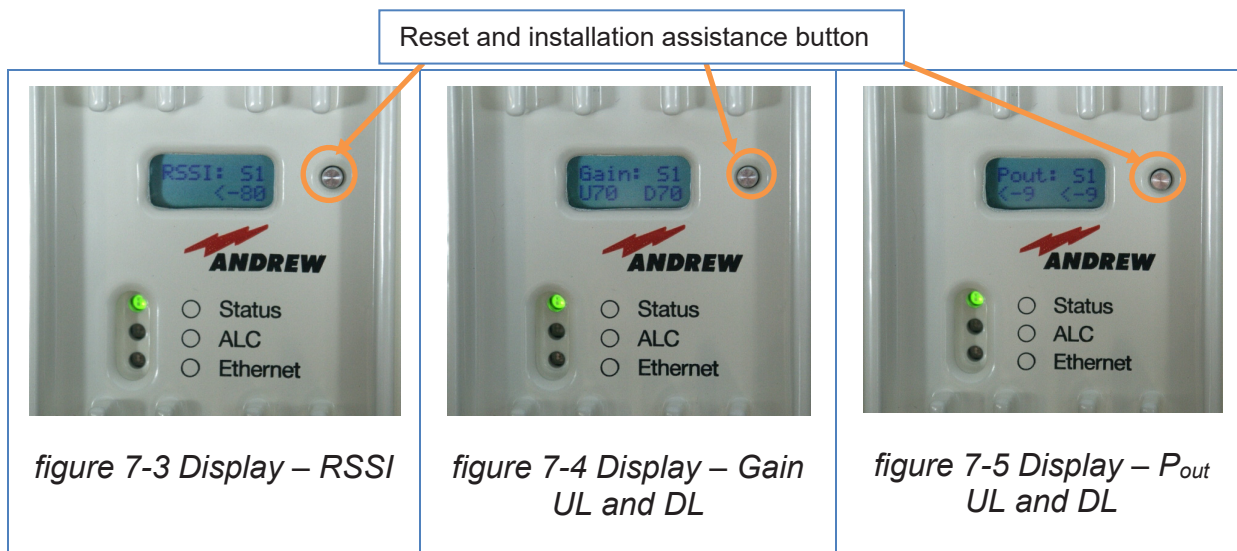 Reset and installation assistance button
RSSI: S1
<-80
ANDREW
Status
ALC
Ethernet
figure 7-3 Display – RSSI
Gain: S1
U70 D70
ANDREW
Status
ALC
Ethernet
figure 7-4 Display – Gain
UL and DL
Pout: S1
<-9 <-9
ANDREW
Status
ALC
Ethernet
figure 7-5 Display – Pout
UL and DL